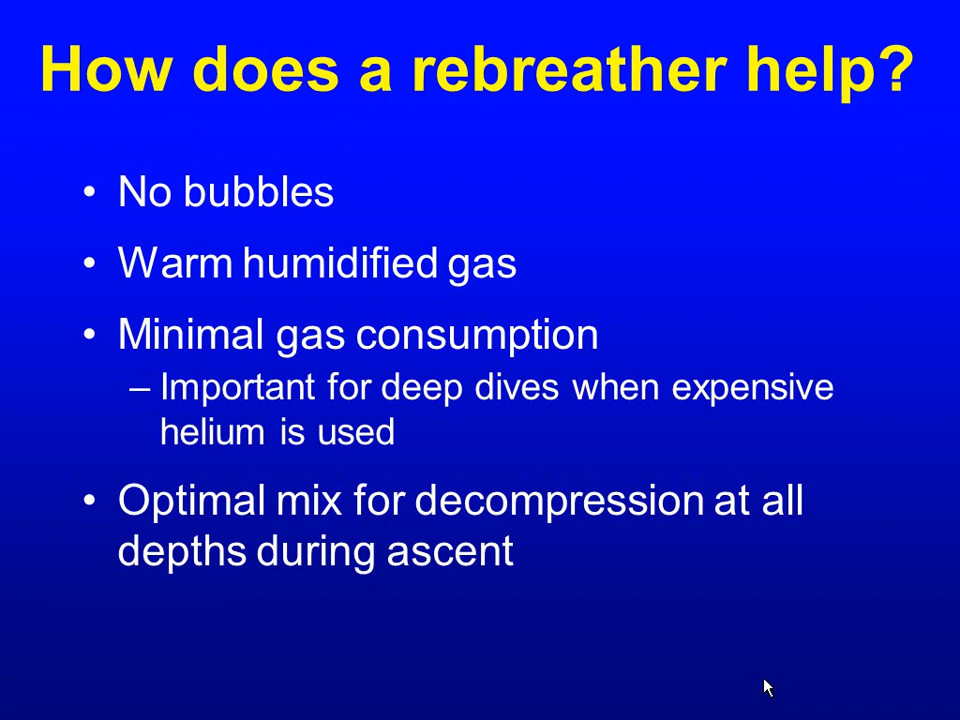 How does a rebreather help?
• No bubbles
• Warm humidified gas
• Minimal gas consumption
– Important for deep dives when expensive
helium is used
• Optimal mix for decompression at all
depths during ascent